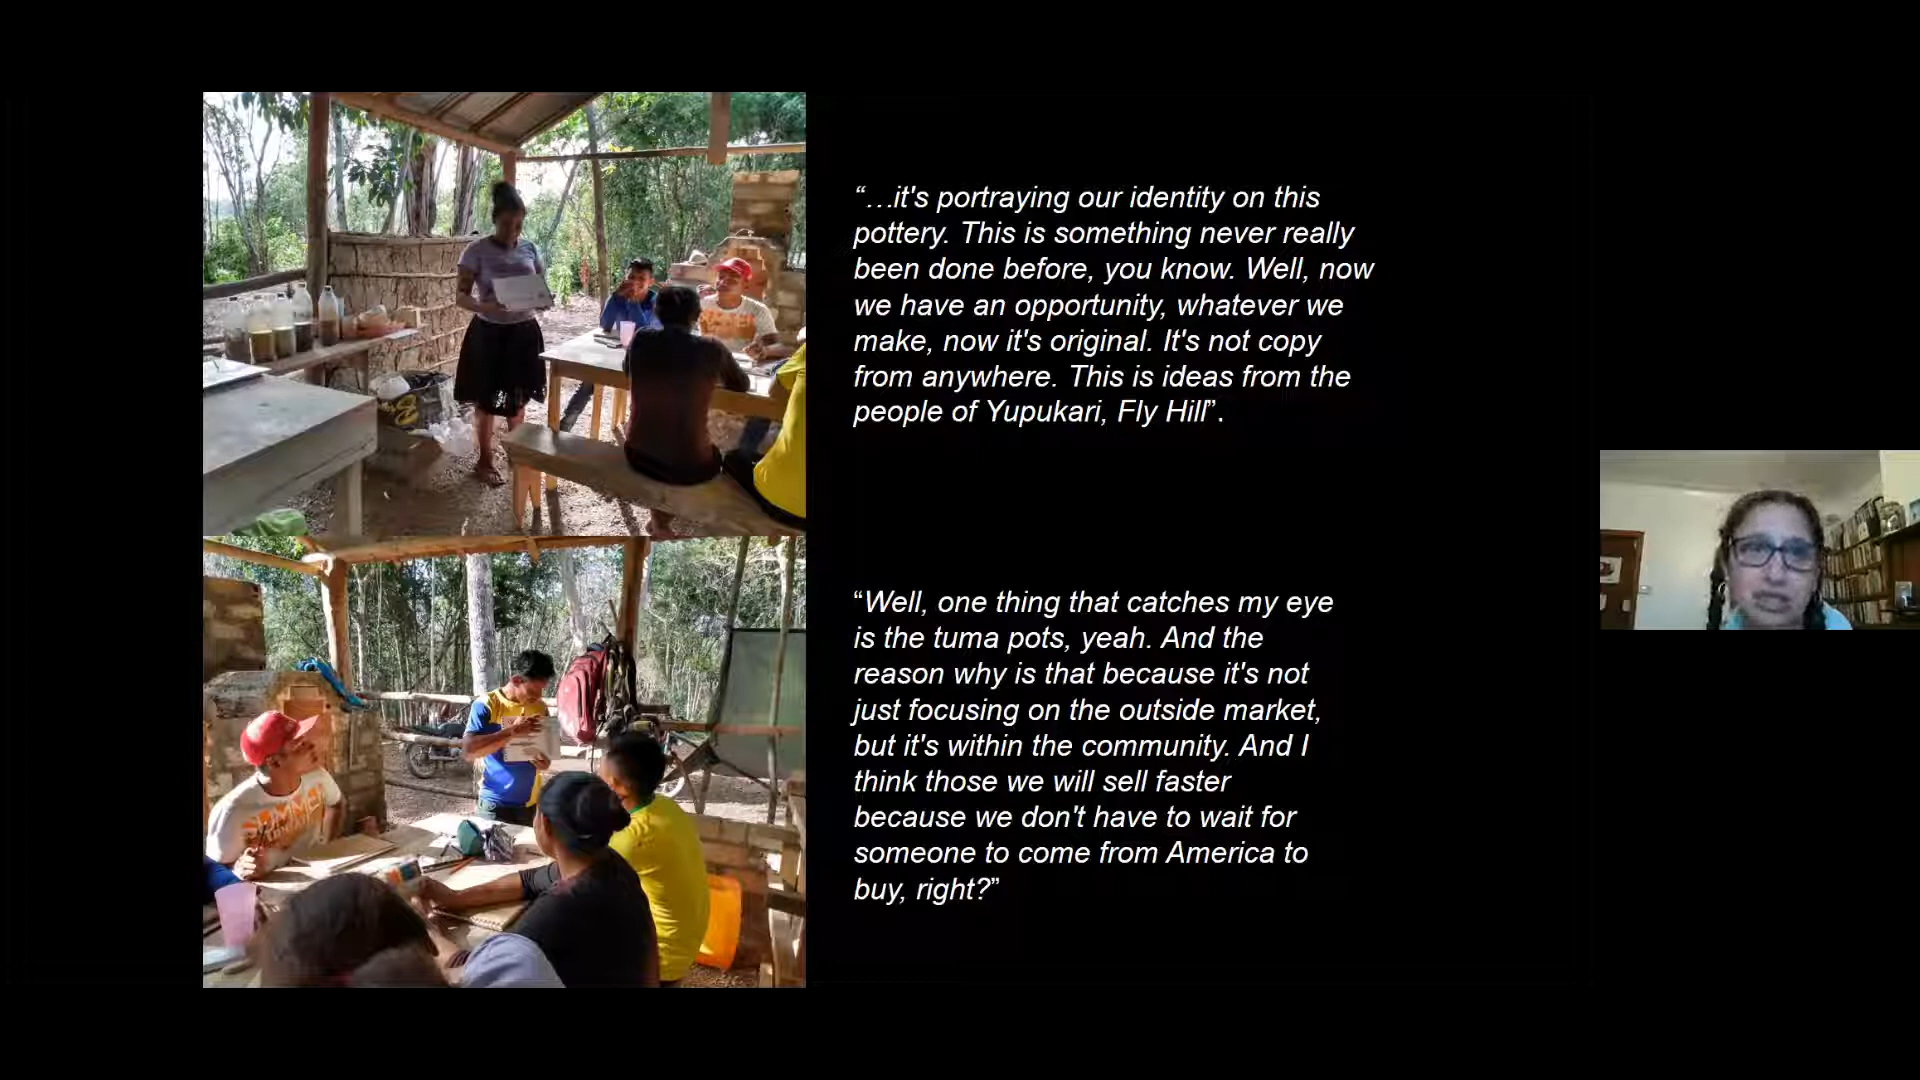 “…it's portraying our identity on this
pottery. This is something never really
been done before, you know. Well, now
we have an opportunity, whatever we
make, now it's original. It's not copy
from anywhere. This is ideas from the
people of Yupukari, Fly Hill”.
“Well, one thing that catches my eye
is the tuma pots, yeah. And the
reason why is that because it's not
just focusing on the outside market,
but it's within the community. And I
think those we will sell faster
because we don't have to wait for
someone to come from America to
buy, right?”